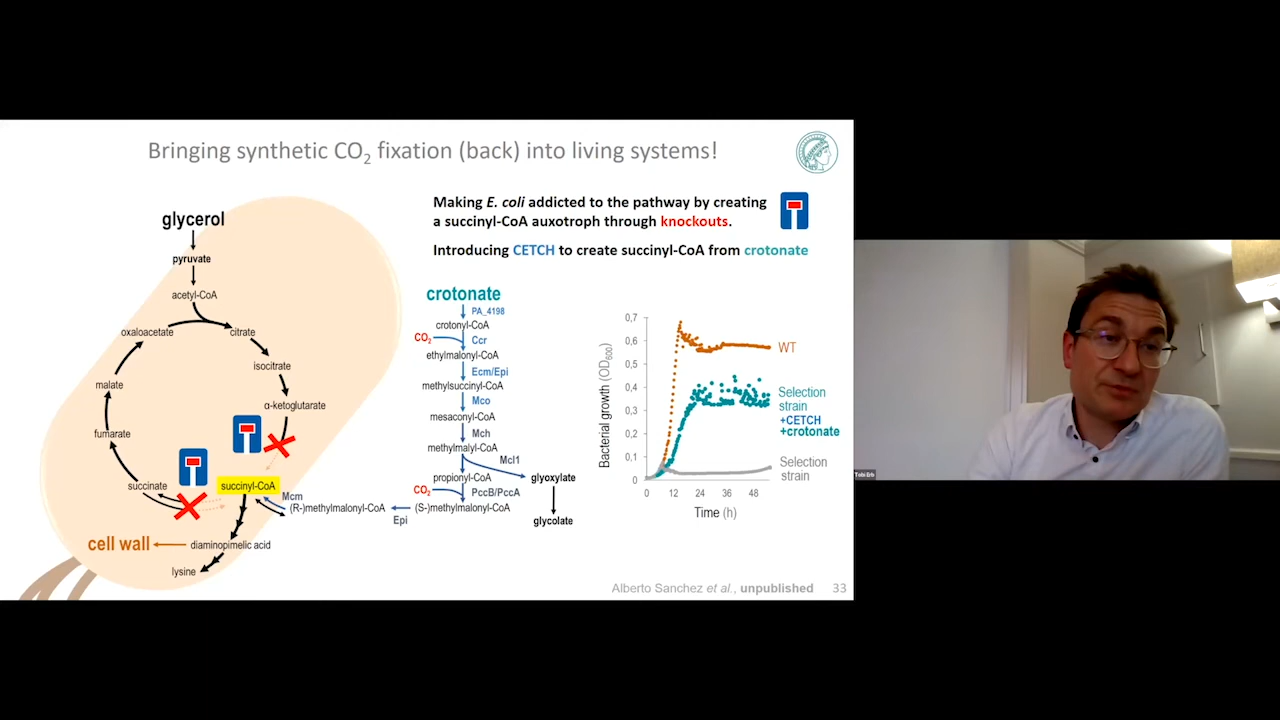 Bringing synthetic CO₂ fixation (back) into living systems!
Making E. coli addicted to the pathway by creating
a succinyl-CoA auxotroph through knockouts.
Introducing CETCH to create succinyl-CoA from crotonate
glycerol
pyruvate
acetyl-CoA
oxaloacetate
citrate
isocitrate
α-ketoglutarate
malate
fumarate
succinate
succinyl-CoA
Mcm
(R-)methylmalonyl-CoA
Epi
(S-)methylmalonyl-CoA
cell wall
diaminopimelic acid
lysine
crotonate
PA_4198
crotonyl-CoA
CO₂
Ccr
ethylmalonyl-CoA
Ecm/Epi
methylsuccinyl-CoA
Mco
mesaconyl-CoA
Mch
methylmalyl-CoA
Mcl1
propionyl-CoA
glyoxylate
CO₂
PccB/PccA
glycolate
Bacterial growth (OD₆₀₀)
0,7
0,6
0,5
0,4
0,3
0,2
0,1
0
0 12 24 36 48
Time (h)
WT
Selection
strain
+CETCH
+crotonate
Selection
strain
Alberto Sanchez et al., unpublished 33
Tobi Erb